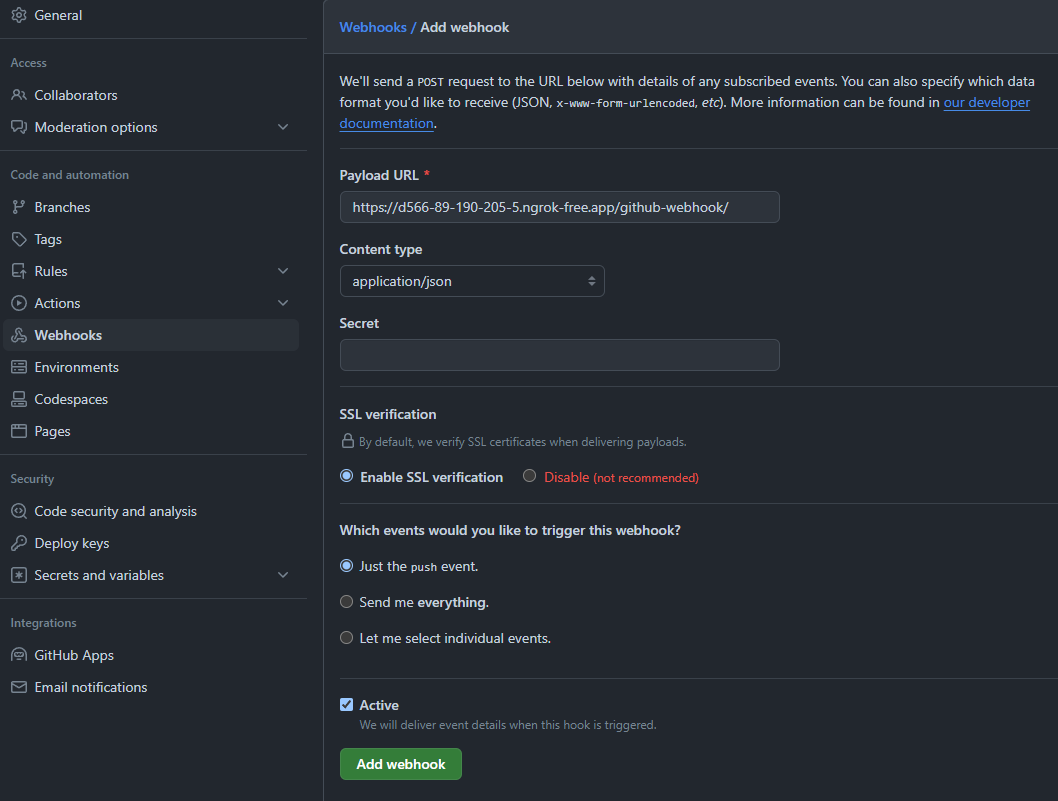 General
Access
Collaborators
Moderation options
Code and automation
Branches
Tags
Rules
Actions
Webhooks
Environments
Codespaces
Pages
Security
Code security and analysis
Deploy keys
Secrets and variables
Integrations
GitHub Apps
Email notifications
Webhooks / Add webhook
We'll send a POST request to the URL below with details of any subscribed events. You can also specify which data
format you'd like to receive (JSON, x-www-form-urlencoded, etc). More information can be found in our developer
documentation.
Payload URL *
https://d566-89-190-205-5.ngrok-free.app/github-webhook/
Content type
application/json
Secret
SSL verification
By default, we verify SSL certificates when delivering payloads.
Enable SSL verification Disable (not recommended)
Which events would you like to trigger this webhook?
Just the push event.
Send me everything.
Let me select individual events.
Active
We will deliver event details when this hook is triggered.
Add webhook